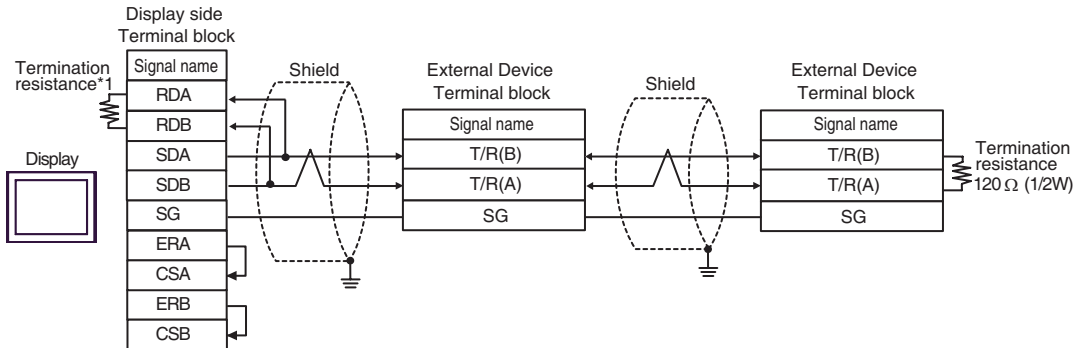 Display side
Terminal block
Termination
resistance*1
Signal name
RDA
RDB
SDA
SDB
SG
ERA
CSA
ERB
CSB
Display
Shield
External Device
Terminal block
Signal name
T/R(B)
T/R(A)
SG
Shield
External Device
Terminal block
Signal name
T/R(B)
T/R(A)
SG
Termination
resistance
120 Ω (1/2W)